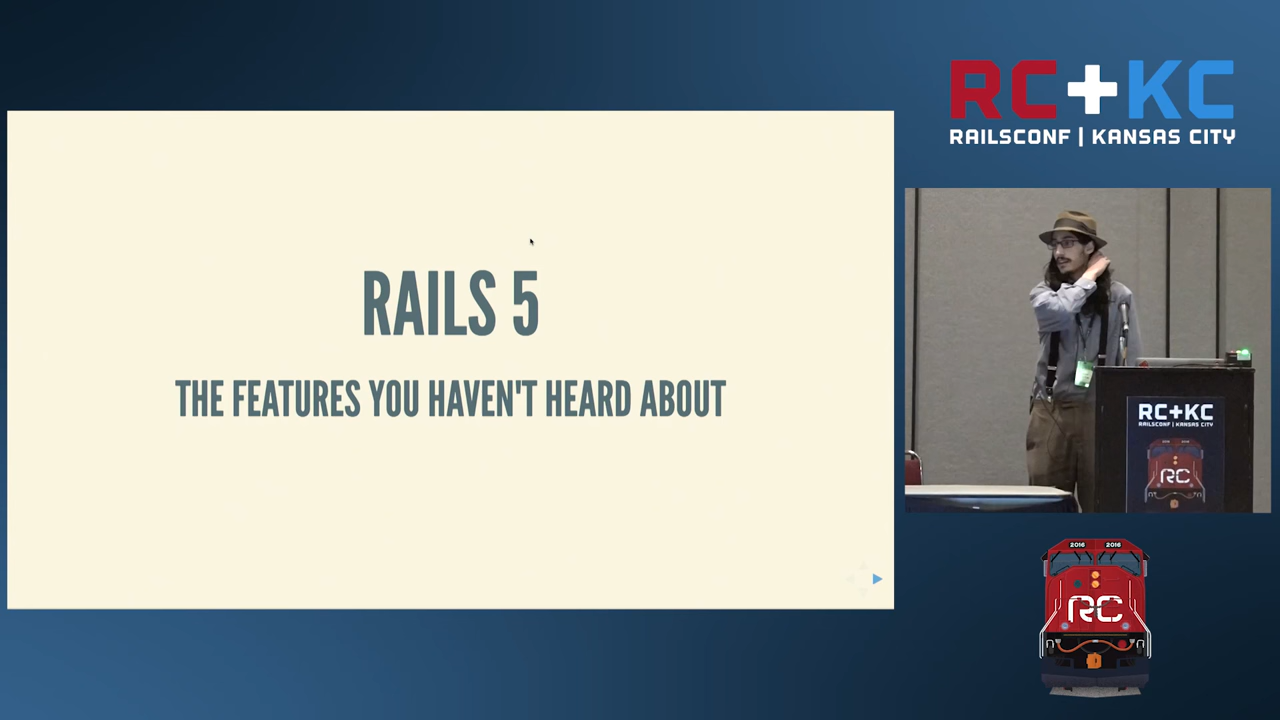 RC+KC
RAILSCONF | KANSAS CITY
RAILS 5
THE FEATURES YOU HAVEN'T HEARD ABOUT
RC+KC
RAILSCONF | KANSAS CITY
RC
2016 2016
RC